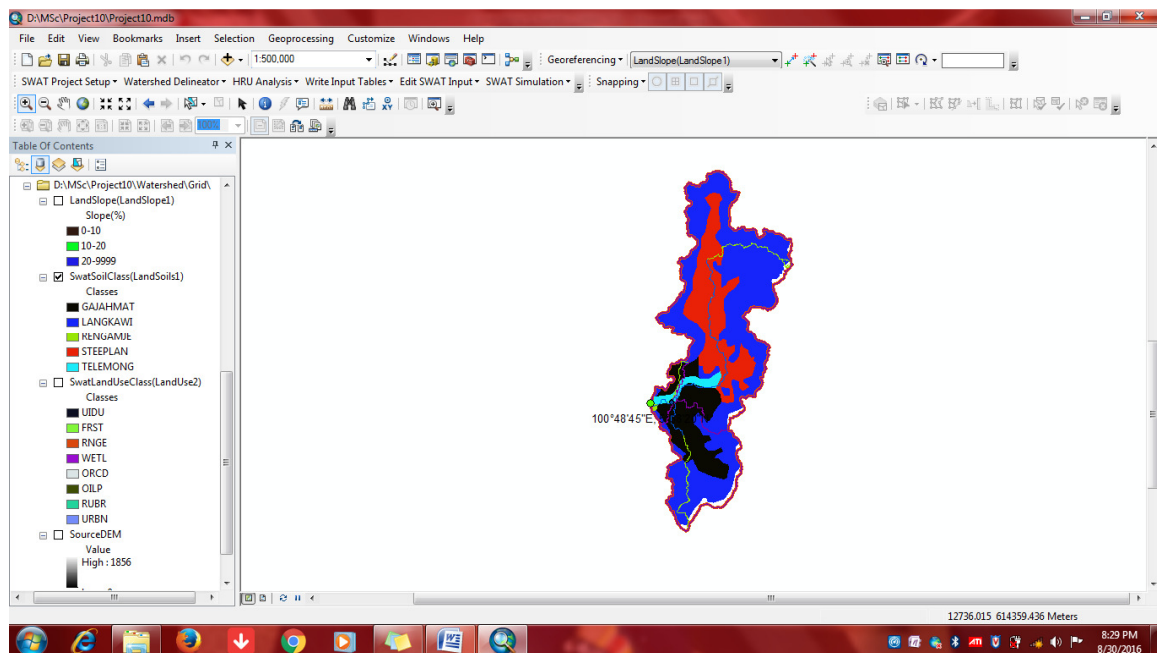 D:\MSc\Project10\Project10.mdb
File Edit View Bookmarks Insert Selection Geoprocessing Customize Windows Help
1:500,000 Georeferencing LandSlope(LandSlope1)
SWAT Project Setup Watershed Delineator HRU Analysis Write Input Tables Edit SWAT Input SWAT Simulation Snapping
100%
Table Of Contents
D:\MSc\Project10\Watershed\Grid\
LandSlope(LandSlope1)
Slope(%)
0-10
10-20
20-9999
SwatSoilClass(LandSoils1)
Classes
GAJAHMAT
LANGKAWI
RENGAMJE
STEEPLAN
TELEMONG
SwatLandUseClass(LandUse2)
Classes
UIDU
FRST
RNGE
WETL
ORCD
OILP
RUBR
URBN
SourceDEM
Value
High : 1856
100°48'45"E,
12736.015 614359.436 Meters
8:29 PM
8/30/2016